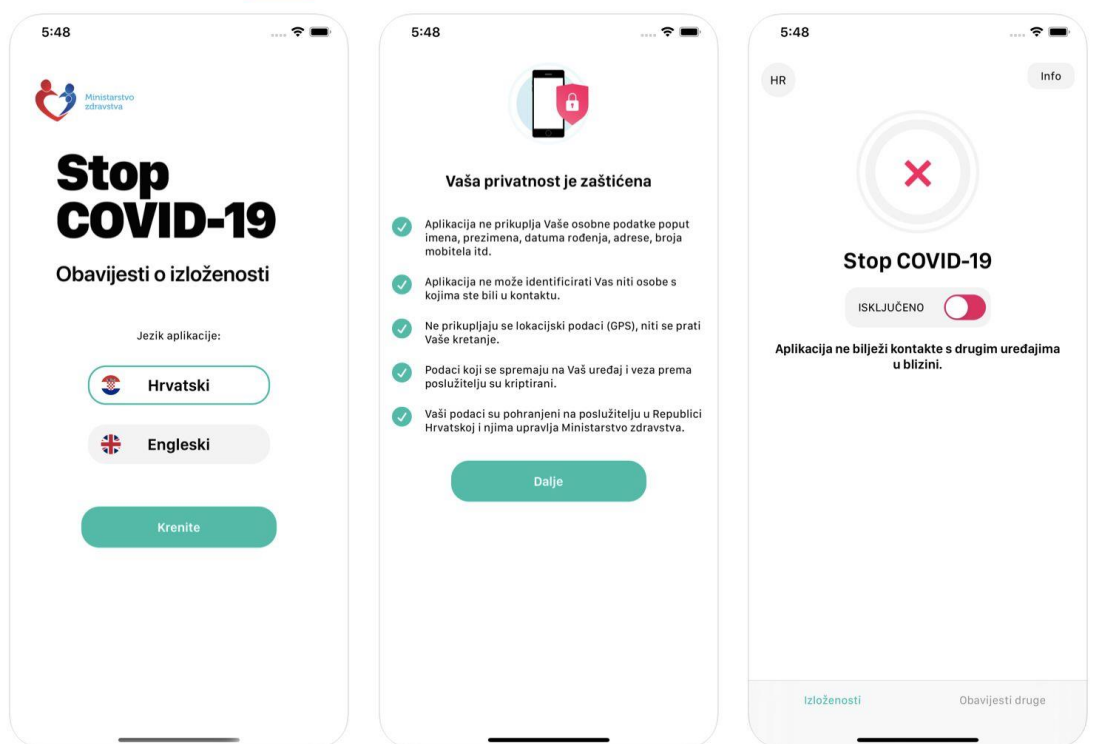 5:48
Ministarstvo
zdravstva
Stop
COVID-19
Obavijesti o izloženosti
Jezik aplikacije:
Hrvatski
Engleski
Krenite
5:48
Vaša privatnost je zaštićena
Aplikacija ne prikuplja Vaše osobne podatke poput
imena, prezimena, datuma rođenja, adrese, broja
mobitela itd.
Aplikacija ne može identificirati Vas niti osobe s
kojima ste bili u kontaktu.
Ne prikupljaju se lokacijski podaci (GPS), niti se prati
Vaše kretanje.
Podaci koji se spremaju na Vaš uređaj i veza prema
poslužitelju su kriptirani.
Vaši podaci su pohranjeni na poslužitelju u Republici
Hrvatskoj i njima upravlja Ministarstvo zdravstva.
Dalje
5:48
HR
Info
Stop COVID-19
ISKLJUČENO
Aplikacija ne bilježi kontakte s drugim uređajima
u blizini.
Izloženosti
Obavijesti druge